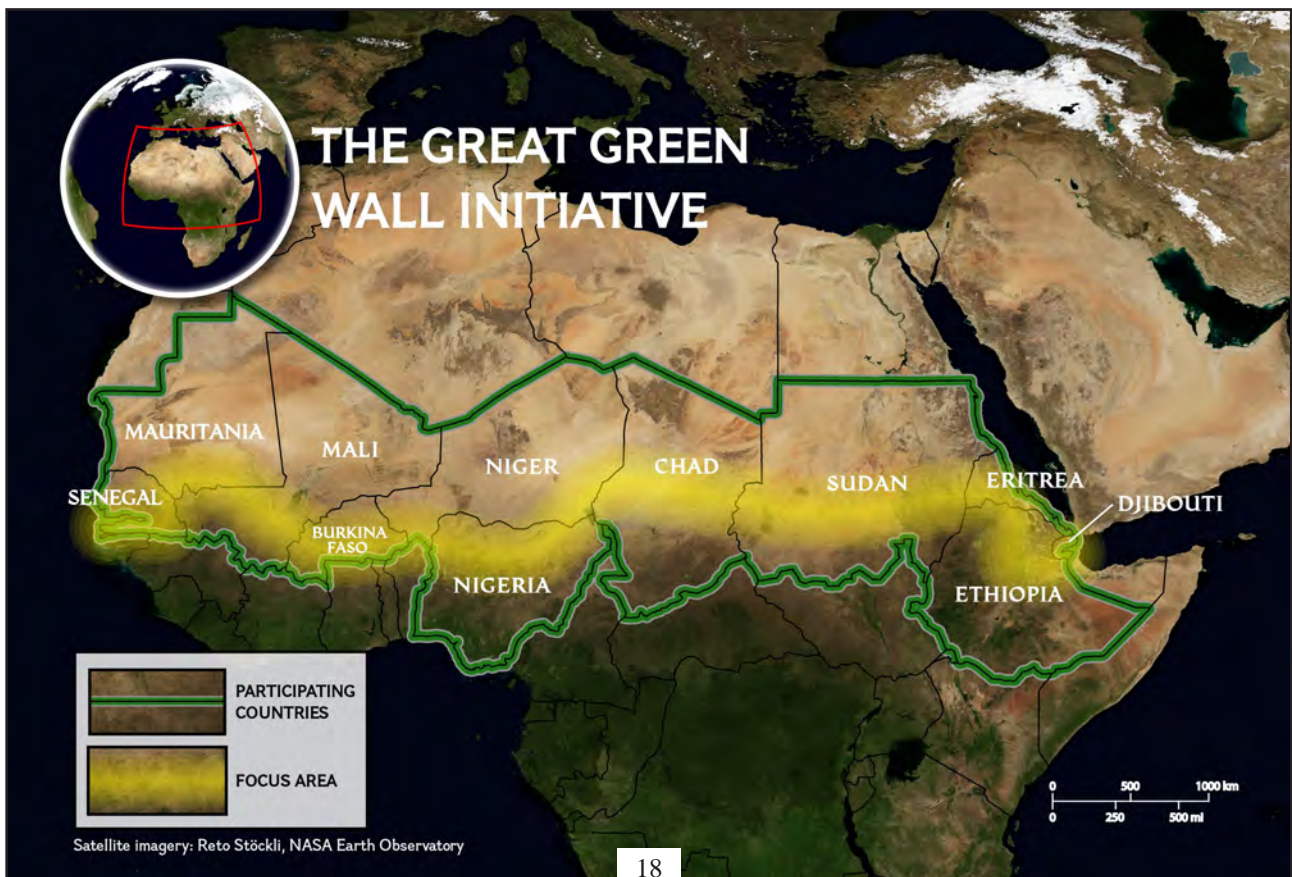 THE GREAT GREEN
WALL INITIATIVE
MAURITANIA
MALI
NIGER
CHAD
SUDAN
ERITREA
DJIBOUTI
SENEGAL
BURKINA
FASO
NIGERIA
ETHIOPIA
PARTICIPATING
COUNTRIES
FOCUS AREA
0 500 1000 km
0 250 500 mi
Satellite imagery: Reto Stöckli, NASA Earth Observatory
18